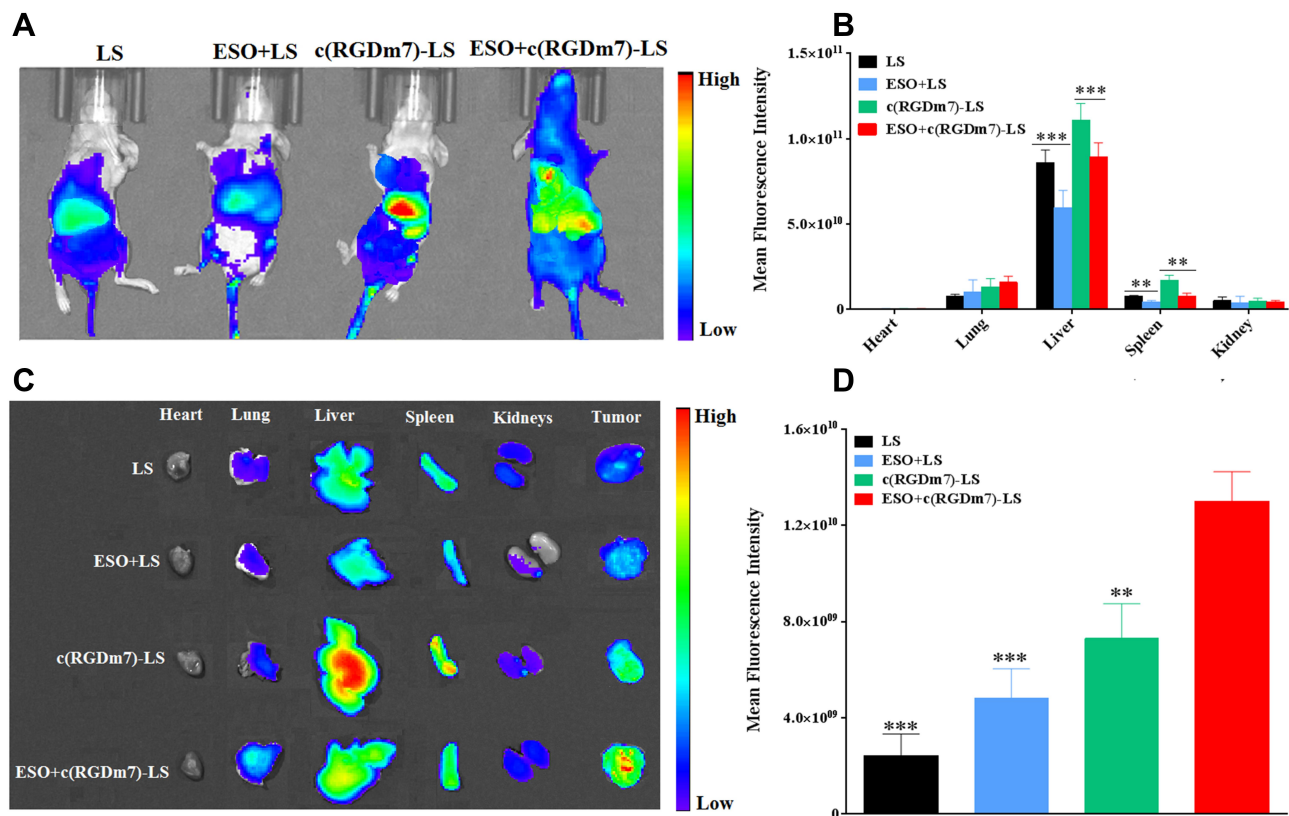 A
LS
ESO+LS
c(RGDm7)-LS
ESO+c(RGDm7)-LS
High
Low
B
Mean Fluorescence Intensity
1.5×10¹¹
1.0×10¹¹
5.0×10¹⁰
0
LS
ESO+LS
c(RGDm7)-LS
ESO+c(RGDm7)-LS
***
***
**
**
Heart
Lung
Liver
Spleen
Kidney
C
Heart
Lung
Liver
Spleen
Kidneys
Tumor
LS
ESO+LS
c(RGDm7)-LS
ESO+c(RGDm7)-LS
High
Low
D
Mean Fluorescence Intensity
1.6×10¹⁰
1.2×10¹⁰
8.0×10⁰⁹
4.0×10⁰⁹
0
LS
ESO+LS
c(RGDm7)-LS
ESO+c(RGDm7)-LS
***
***
**